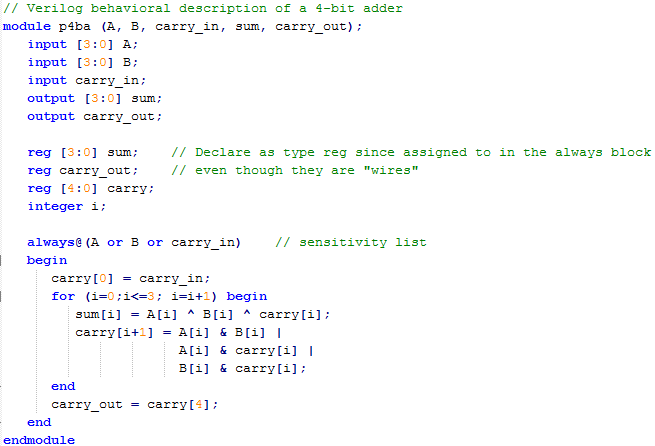 // Verilog behavioral description of a 4-bit adder
module p4ba (A, B, carry_in, sum, carry_out);
   input [3:0] A;
   input [3:0] B;
   input carry_in;
   output [3:0] sum;
   output carry_out;

   reg [3:0] sum;    // Declare as type reg since assigned to in the always block
   reg carry_out;    // even though they are "wires"
   reg [4:0] carry;
   integer i;

   always@(A or B or carry_in)    // sensitivity list
   begin
      carry[0] = carry_in;
      for (i=0;i<=3; i=i+1) begin
         sum[i] = A[i] ^ B[i] ^ carry[i];
         carry[i+1] = A[i] & B[i] |
                      A[i] & carry[i] |
                      B[i] & carry[i];
      end
      carry_out = carry[4];
   end
endmodule